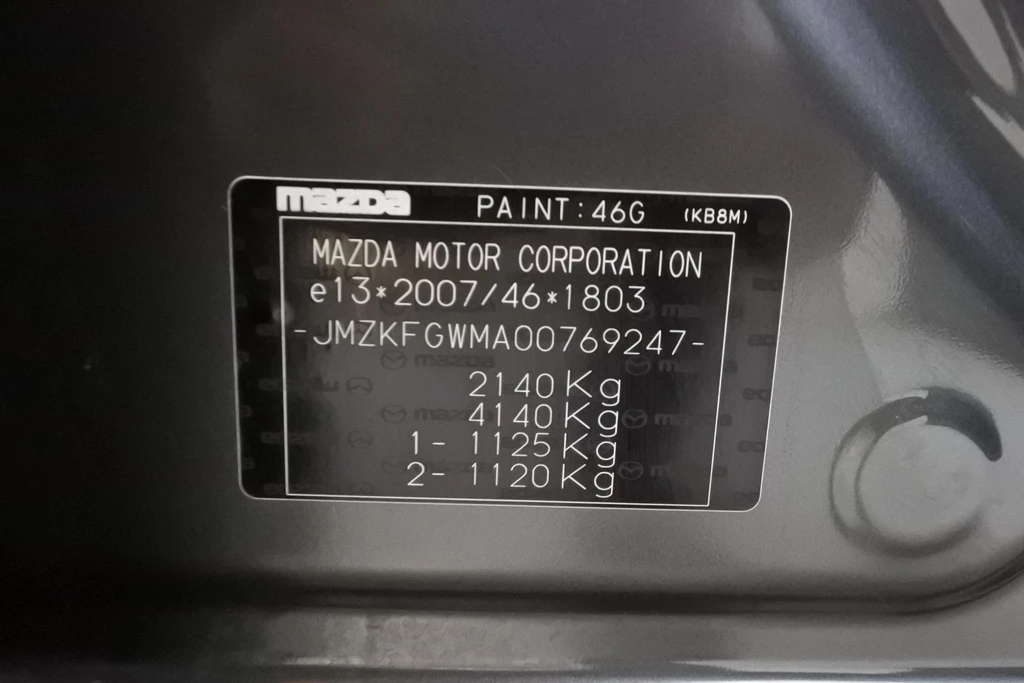 mazda PAINT:46G (KB8M)
MAZDA MOTOR CORPORATION
e13*2007/46*1803
-JMZKFGWMA00769247-
2140Kg
4140Kg
1- 1125Kg
2- 1120Kg